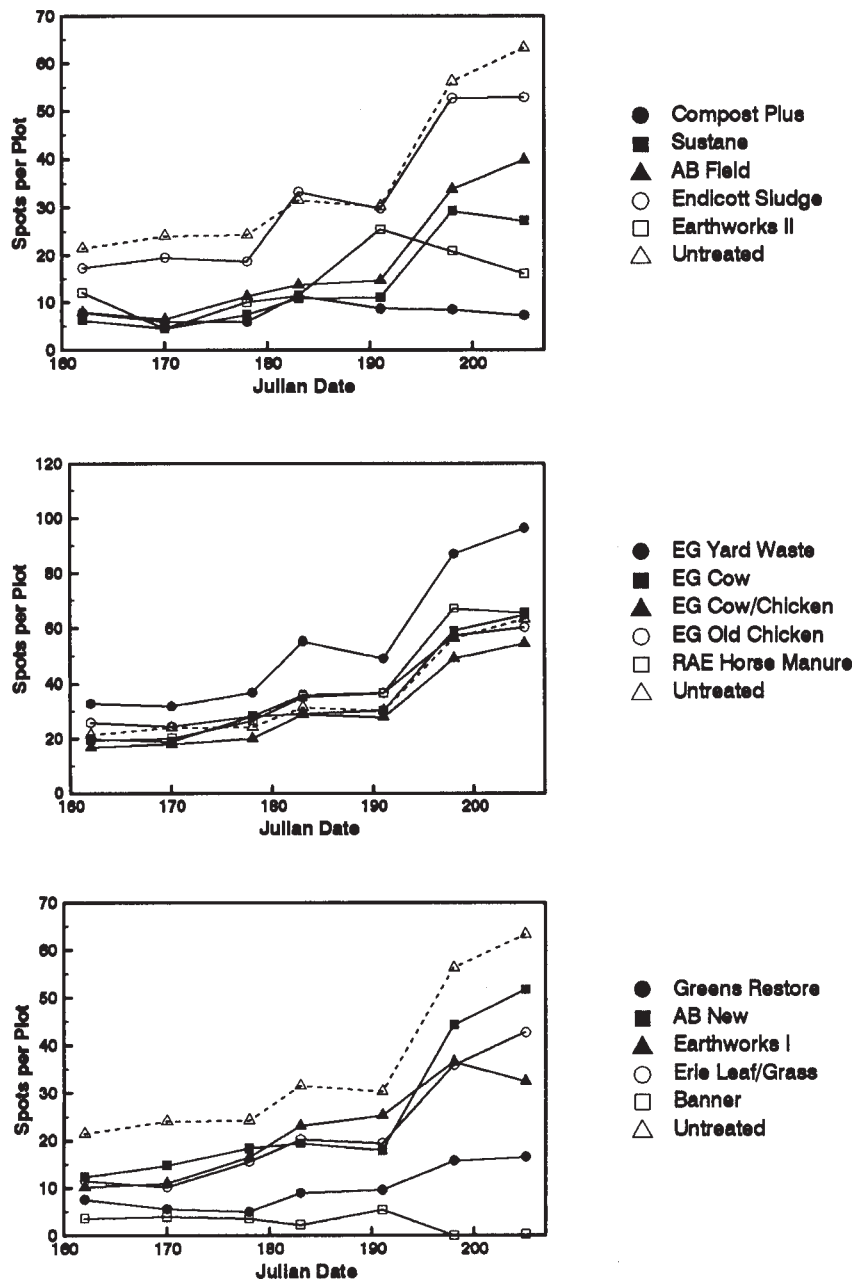 70
60
50
40
30
20
10
0
Spots per Plot
160 170 180 190 200
Julian Date
Compost Plus
Sustane
AB Field
Endicott Sludge
Earthworks II
Untreated
120
100
80
60
40
20
0
Spots per Plot
160 170 180 190 200
Julian Date
EG Yard Waste
EG Cow
EG Cow/Chicken
EG Old Chicken
RAE Horse Manure
Untreated
70
60
50
40
30
20
10
0
Spots per Plot
160 170 180 190 200
Julian Date
Greens Restore
AB New
Earthworks I
Erie Leaf/Grass
Banner
Untreated